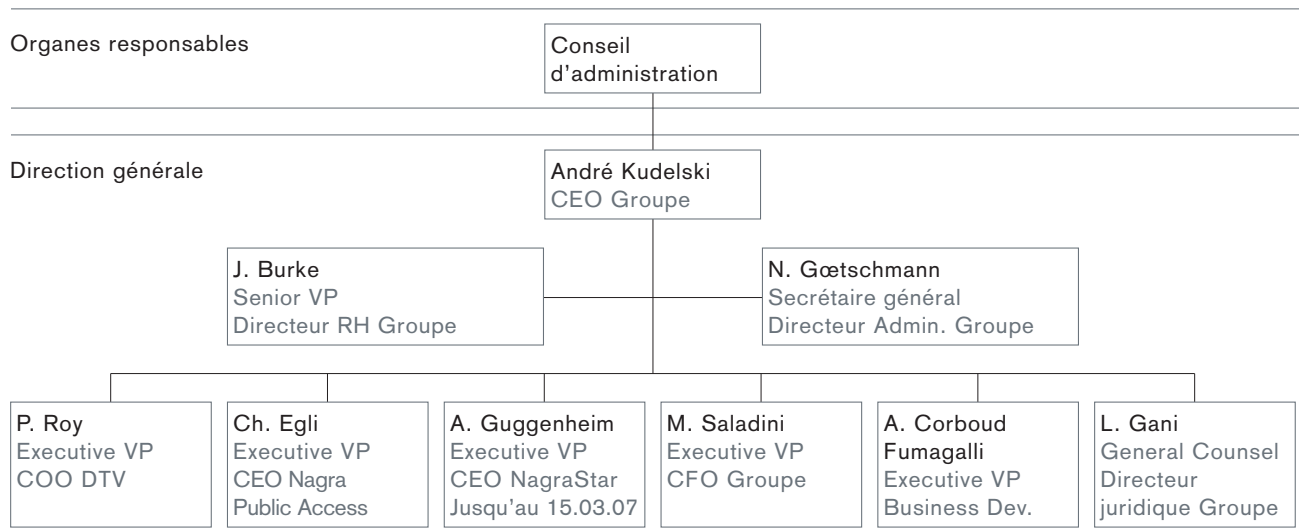 Organes responsables
Conseil
d'administration
Direction générale
André Kudelski
CEO Groupe
J. Burke
Senior VP
Directeur RH Groupe
N. Gœtschmann
Secrétaire général
Directeur Admin. Groupe
P. Roy
Executive VP
COO DTV
Ch. Egli
Executive VP
CEO Nagra
Public Access
A. Guggenheim
Executive VP
CEO NagraStar
Jusqu'au 15.03.07
M. Saladini
Executive VP
CFO Groupe
A. Corboud
Fumagalli
Executive VP
Business Dev.
L. Gani
General Counsel
Directeur
juridique Groupe